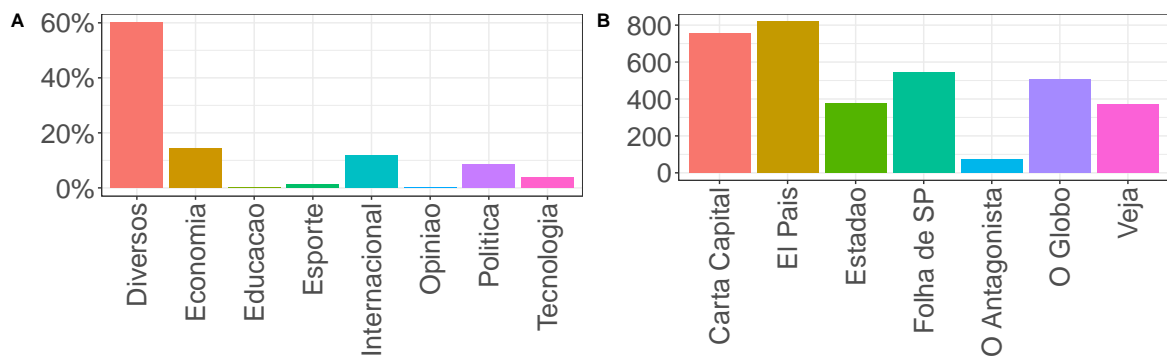 A
60%
40%
20%
0%
Diversos
Economia
Educacao
Esporte
Internacional
Opiniao
Politica
Tecnologia
B
800
600
400
200
0
Carta Capital
El Pais
Estadao
Folha de SP
O Antagonista
O Globo
Veja